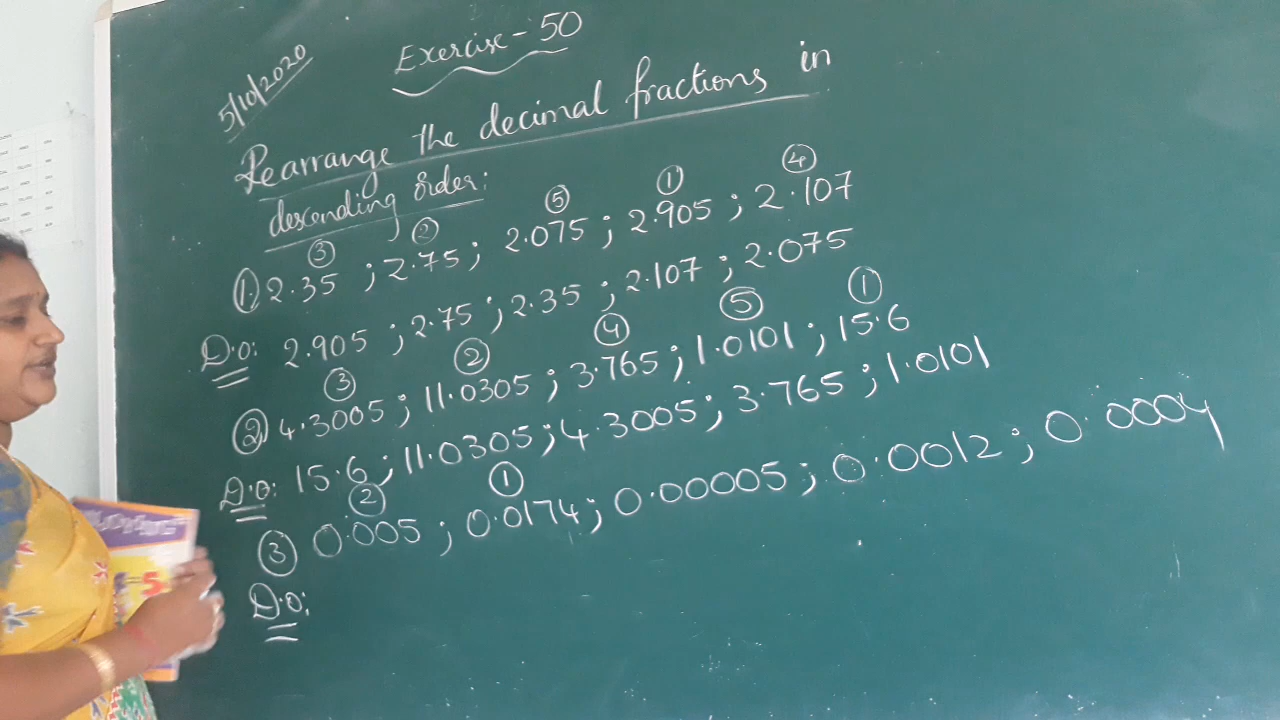 5/10/2020
Exercise - 50
Rearrange the decimal fractions in
descending order:
③ ② ⑤ ① ④
① 2.35 ; 2.75 ; 2.075 ; 2.905 ; 2.107
D.O: 2.905 ; 2.75 ; 2.35 ; 2.107 ; 2.075
③ ② ④ ⑤ ①
② 4.3005 ; 11.0305 ; 3.765 ; 1.0101 ; 15.6
D.O: 15.6 ; 11.0305 ; 4.3005 ; 3.765 ; 1.0101
② ①
③ 0.005 ; 0.0174 ; 0.00005 ; 0.0012 ; 0.0004
D.O: